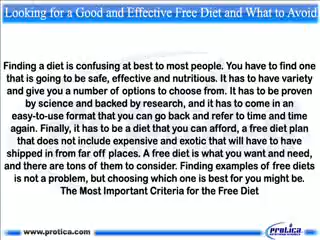 Looking for a Good and Effective Free Diet and What to Avoid
Finding a diet is confusing at best to most people. You have to find one
that is going to be safe, effective and nutritious. It has to have variety
and give you a number of options to choose from. It has to be proven
by science and backed by research, and it has to come in an
easy-to-use format that you can go back and refer to time and time
again. Finally, it has to be a diet that you can afford, a free diet plan
that does not include expensive and exotic that will have to have
shipped in from far off places. A free diet is what you want and need,
and there are tons of them to consider. Finding examples of free diets
is not a problem, but choosing which one is best for you might be.
The Most Important Criteria for the Free Diet
www.protica.com
protica